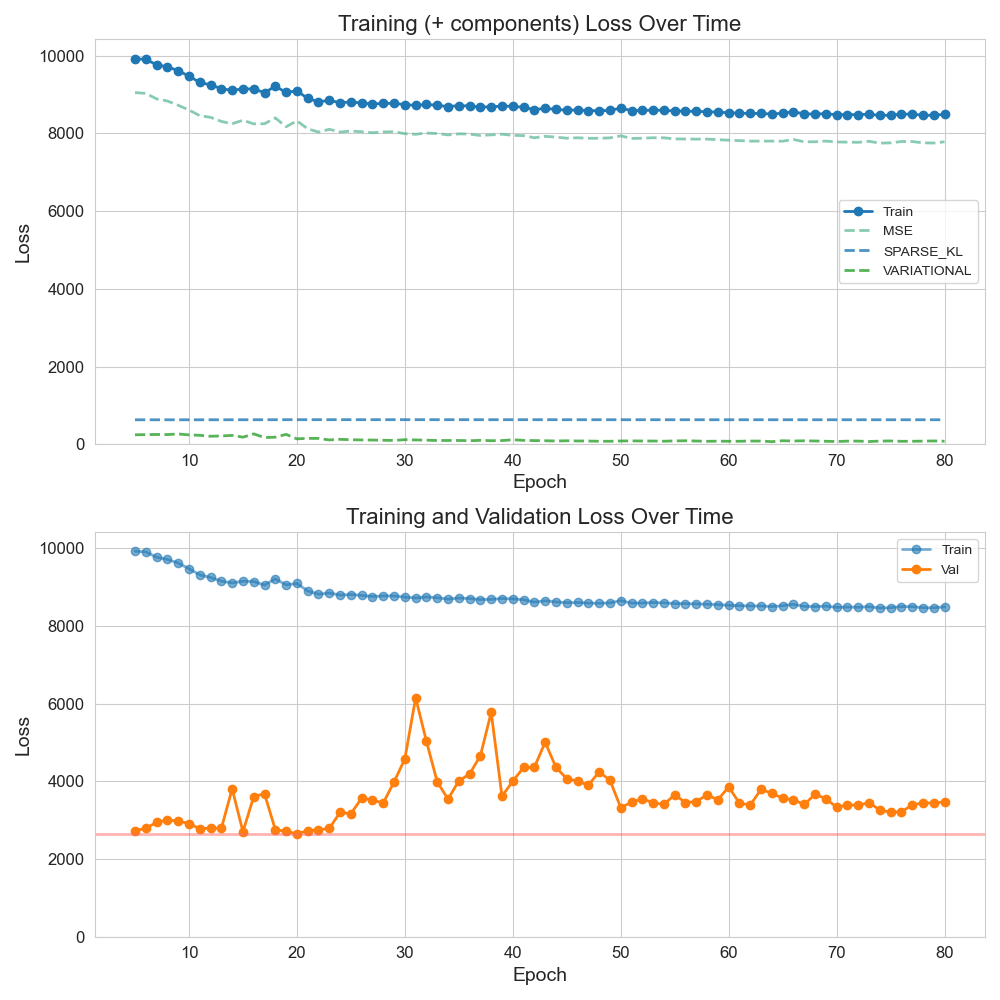 Training (+ components) Loss Over Time
10000
8000
6000
4000
2000
0
Loss
Train
MSE
SPARSE_KL
VARIATIONAL
10 20 30 40 50 60 70 80
Epoch
Training and Validation Loss Over Time
10000
8000
6000
4000
2000
0
Loss
Train
Val
10 20 30 40 50 60 70 80
Epoch